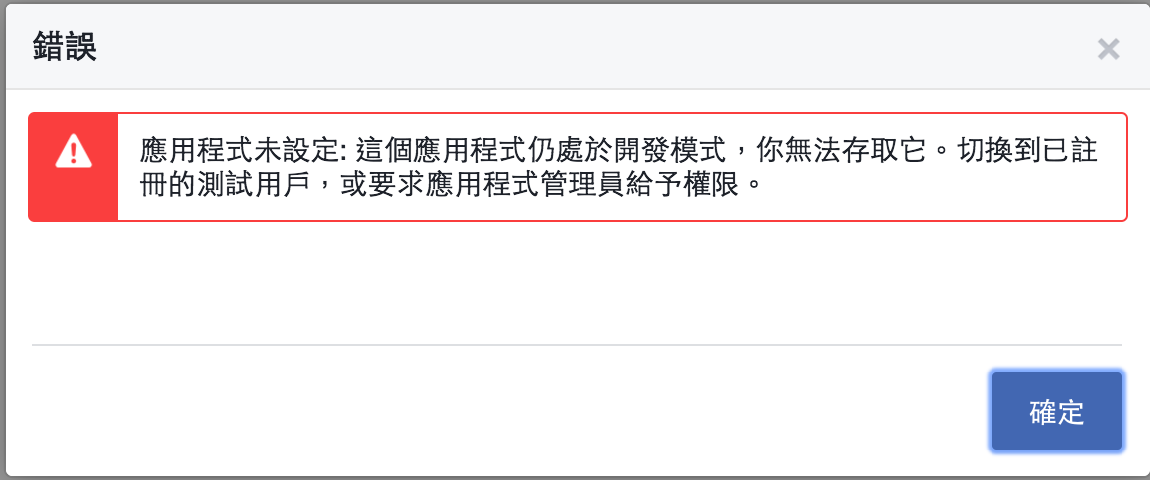 錯誤
×
應用程式未設定: 這個應用程式仍處於開發模式，你無法存取它。切換到已註
冊的測試用戶，或要求應用程式管理員給予權限。
確定